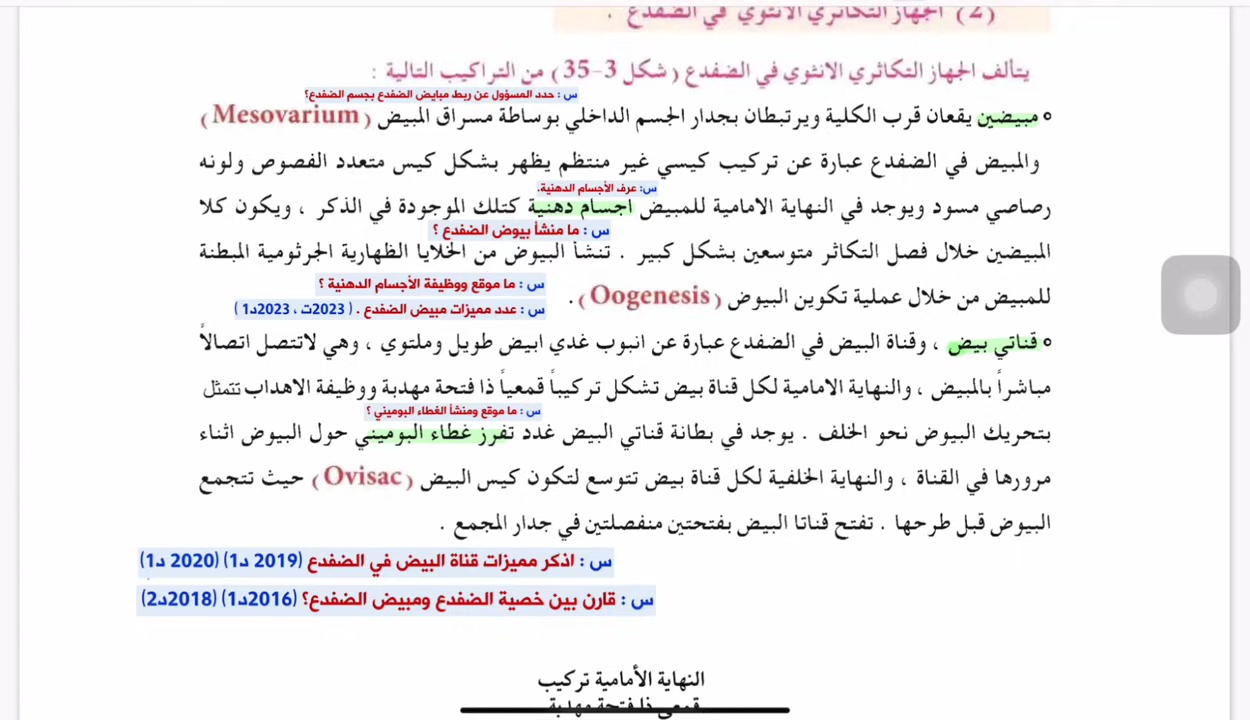 (2) الجهاز التكاثري الانثوي في الضفدع .
يتألف الجهاز التكاثري الانثوي في الضفدع ( شكل 3-35 ) من التراكيب التالية :
س : حدد المسؤول عن ربط مبايض الضفدع بجسم الضفدع؟
مبيضين يقعان قرب الكلية ويرتبطان بجدار الجسم الداخلي بوساطة مسراق المبيض ( Mesovarium )
والمبيض في الضفدع عبارة عن تركيب كيسي غير منتظم يظهر بشكل كيس متعدد الفصوص ولونه
س: عرف الأجسام الدهنية.
رصاصي مسود ويوجد في النهاية الامامية للمبيض اجسام دهنية كتلك الموجودة في الذكر ، ويكون كلا
س : ما منشأ بيوض الضفدع ؟
المبيضين خلال فصل التكاثر متوسعين بشكل كبير . تنشأ البيوض من الخلايا الظهارية الجرثومية المبطنة
س : ما موقع ووظيفة الأجسام الدهنية ؟
للمبيض من خلال عملية تكوين البيوض ( Oogenesis ) .
س : عدد مميزات مبيض الضفدع . ( 2023ت ، 2023د1 )
قناتي بيض ، وقناة البيض في الضفدع عبارة عن انبوب غدي ابيض طويل وملتوي ، وهي لاتتصل اتصالاً
مباشراً بالمبيض ، والنهاية الامامية لكل قناة بيض تشكل تركيباً قمعياً ذا فتحة مهدبة ووظيفة الاهداب تتمثل
س : ما موقع ومنشأ الغطاء البوميني ؟
بتحريك البيوض نحو الخلف . يوجد في بطانة قناتي البيض غدد تفرز غطاء البوميني حول البيوض اثناء
مرورها في القناة ، والنهاية الخلفية لكل قناة بيض تتوسع لتكون كيس البيض ( Ovisac ) حيث تتجمع
البيوض قبل طرحها . تفتح قناتا البيض بفتحتين منفصلتين في جدار المجمع .
س : اذكر مميزات قناة البيض في الضفدع (2019 د1) (2020 د1)
س : قارن بين خصية الضفدع ومبيض الضفدع؟ (2016د1) (2018د2)
النهاية الأمامية تركيب
قمعي ذا فتحة مهدبة